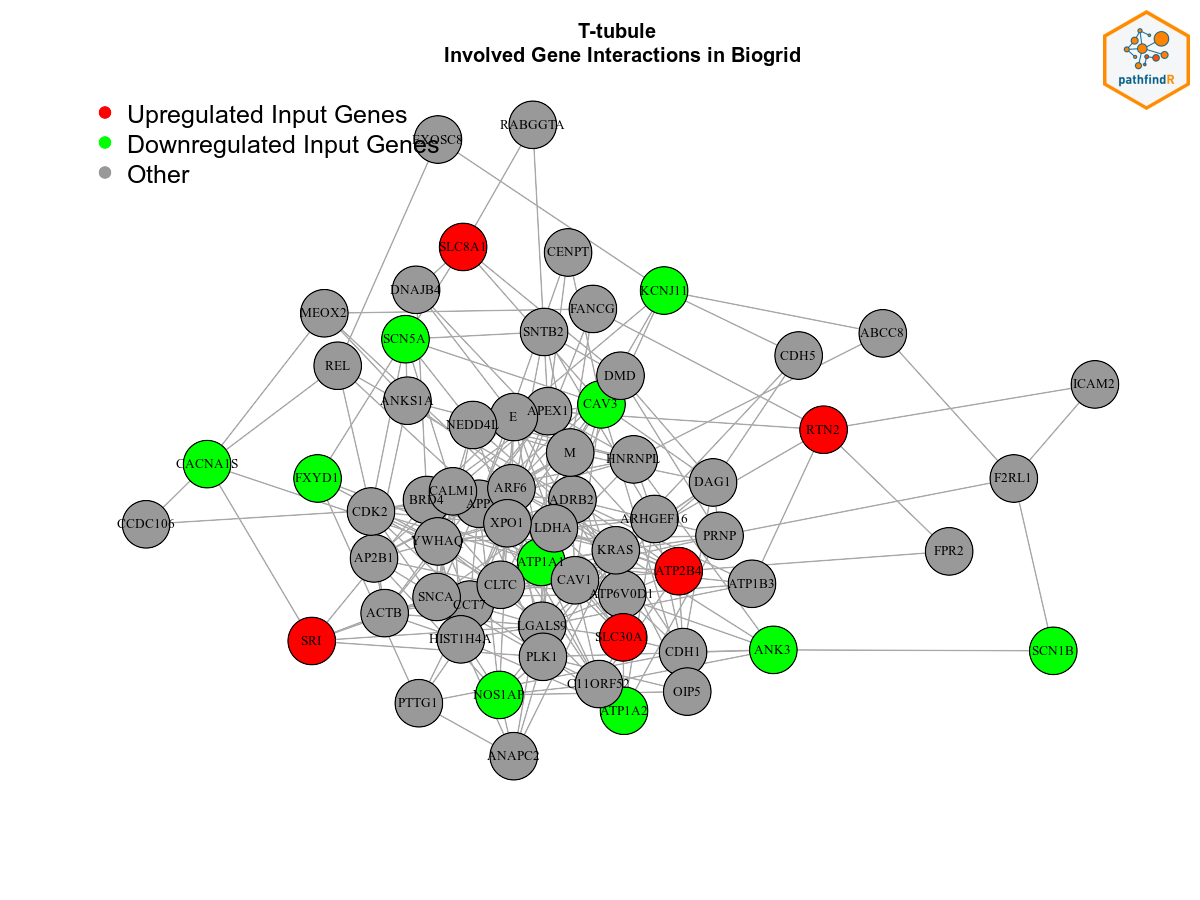 T-tubule
Involved Gene Interactions in Biogrid
pathfindR
Upregulated Input Genes
Downregulated Input Genes
Other
EXOSC8
RABGGTA
SLC8A1
CENPT
DNAJB4
KCNJ11
MEOX2
FANCG
SCN5A
SNTB2
ABCC8
CDH5
REL
DMD
ICAM2
ANKS1A
CAV3
E
APEX1
NEDD4L
RTN2
M
HNRNPL
CACNA1S
FXYD1
DAG1
F2RL1
CALM1
ARF6
BRD4
ADRB2
APP
CDK2
CCDC106
XPO1
LDHA
ARHGEF16
PRNP
YWHAQ
KRAS
FPR2
AP2B1
ATP1A1
ATP2B4
CAV1
CLTC
ATP1B3
SNCA
ATP6V0D1
CCT7
ACTB
LGALS9
HIST1H4A
SLC30A
SRI
PLK1
CDH1
ANK3
SCN1B
C11ORF52
OIP5
NOS1AP
PTTG1
ATP1A2
ANAPC2